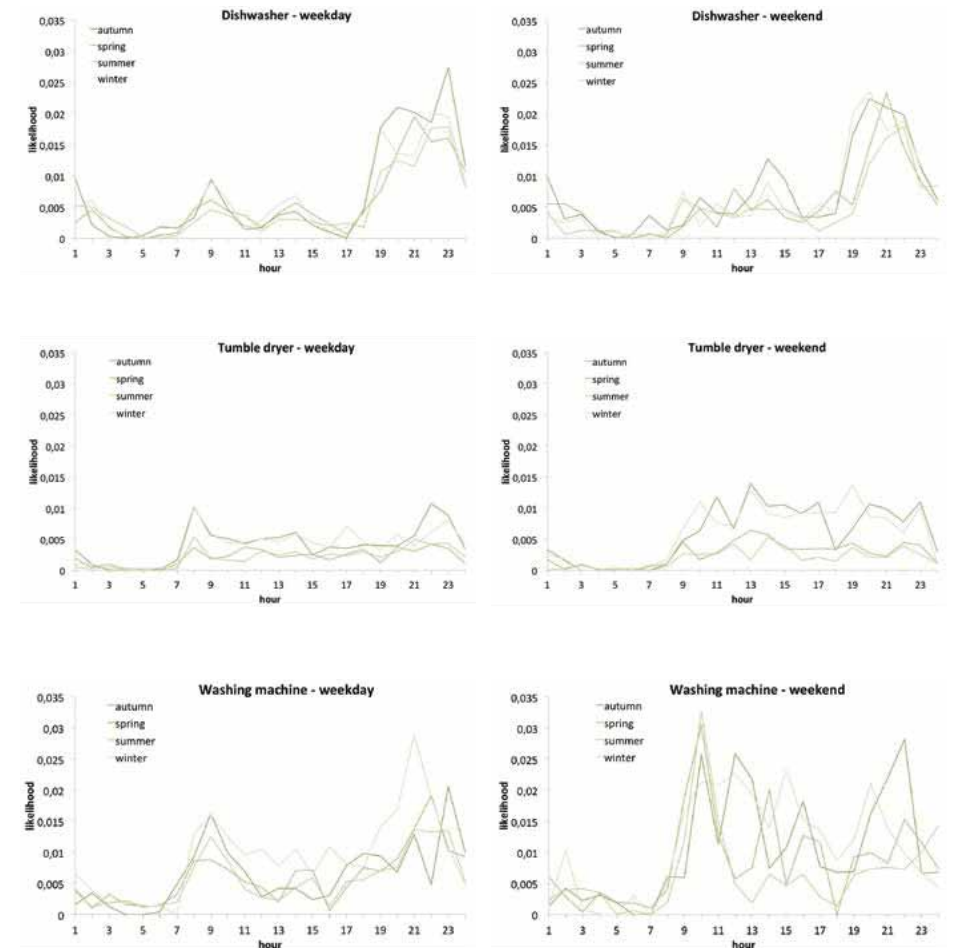 Dishwasher - weekday
0,035
0,03
0,025
0,02
0,015
0,01
0,005
0
likelihood
autumn
spring
summer
winter
1 3 5 7 9 11 13 15 17 19 21 23
hour
Dishwasher - weekend
0,035
0,03
0,025
0,02
0,015
0,01
0,005
0
likelihood
autumn
spring
summer
winter
1 3 5 7 9 11 13 15 17 19 21 23
hour
Tumble dryer - weekday
0,035
0,03
0,025
0,02
0,015
0,01
0,005
0
likelihood
autumn
spring
summer
winter
1 3 5 7 9 11 13 15 17 19 21 23
hour
Tumble dryer - weekend
0,035
0,03
0,025
0,02
0,015
0,01
0,005
0
likelihood
autumn
spring
summer
winter
1 3 5 7 9 11 13 15 17 19 21 23
hour
Washing machine - weekday
0,035
0,03
0,025
0,02
0,015
0,01
0,005
0
likelihood
autumn
spring
summer
winter
1 3 5 7 9 11 13 15 17 19 21 23
hour
Washing machine - weekend
0,035
0,03
0,025
0,02
0,015
0,01
0,005
0
likelihood
autumn
spring
summer
winter
1 3 5 7 9 11 13 15 17 19 21 23
hour